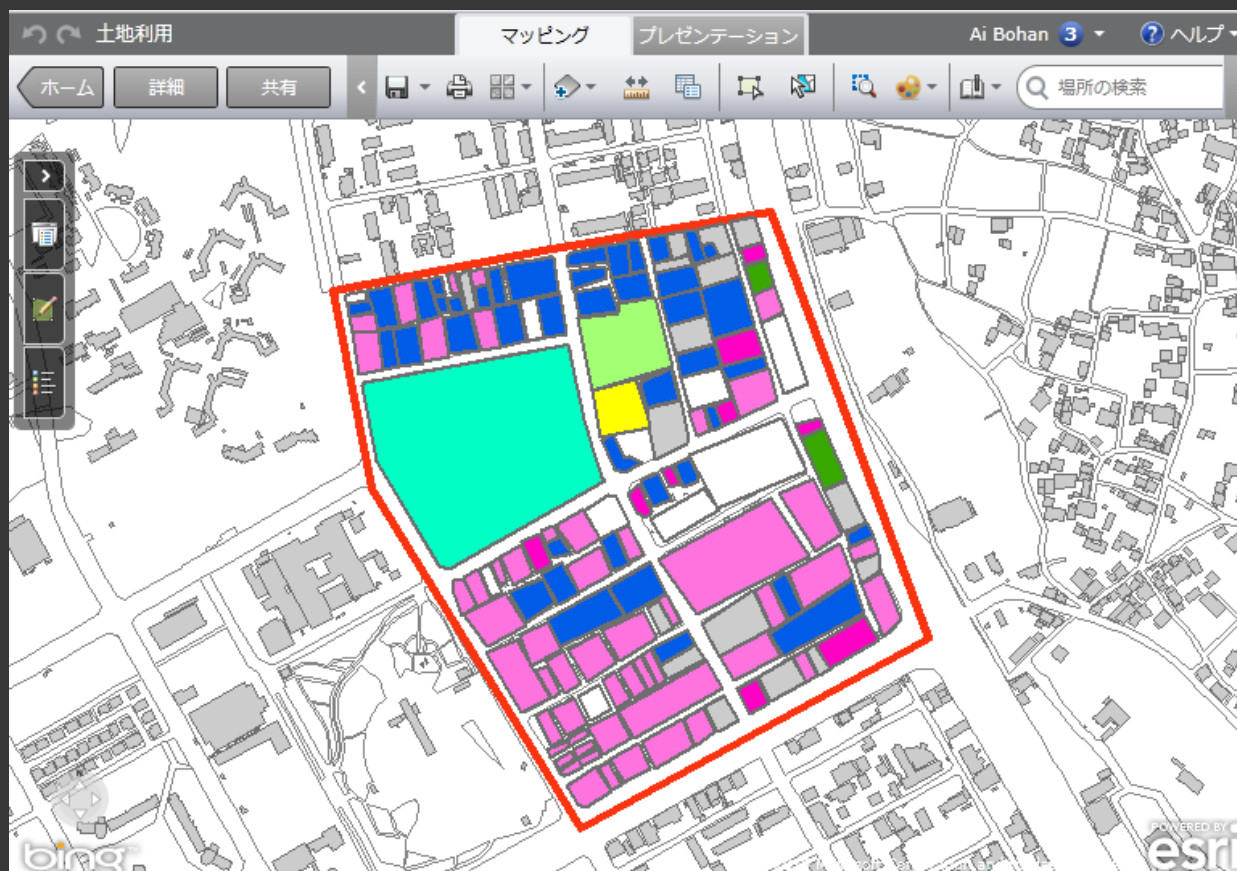 土地利用
マッピング
プレゼンテーション
Ai Bohan 3
ヘルプ
ホーム
詳細
共有
場所の検索
bing
POWERED BY
esri